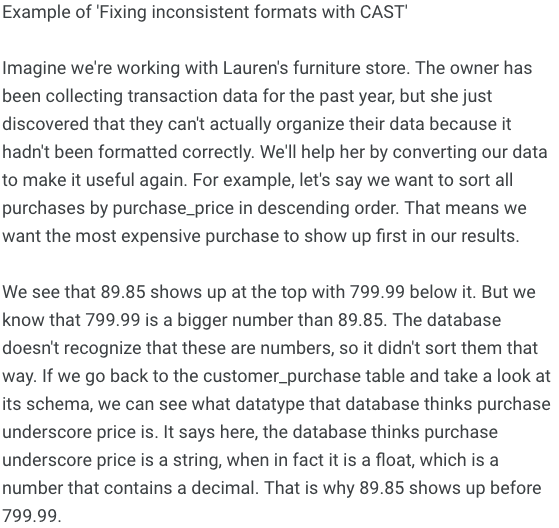 Example of 'Fixing inconsistent formats with CAST'
Imagine we're working with Lauren's furniture store. The owner has
been collecting transaction data for the past year, but she just
discovered that they can't actually organize their data because it
hadn't been formatted correctly. We'll help her by converting our data
to make it useful again. For example, let's say we want to sort all
purchases by purchase_price in descending order. That means we
want the most expensive purchase to show up first in our results.
We see that 89.85 shows up at the top with 799.99 below it. But we
know that 799.99 is a bigger number than 89.85. The database
doesn't recognize that these are numbers, so it didn't sort them that
way. If we go back to the customer_purchase table and take a look at
its schema, we can see what datatype that database thinks purchase
underscore price is. It says here, the database thinks purchase
underscore price is a string, when in fact it is a float, which is a
number that contains a decimal. That is why 89.85 shows up before
799.99.